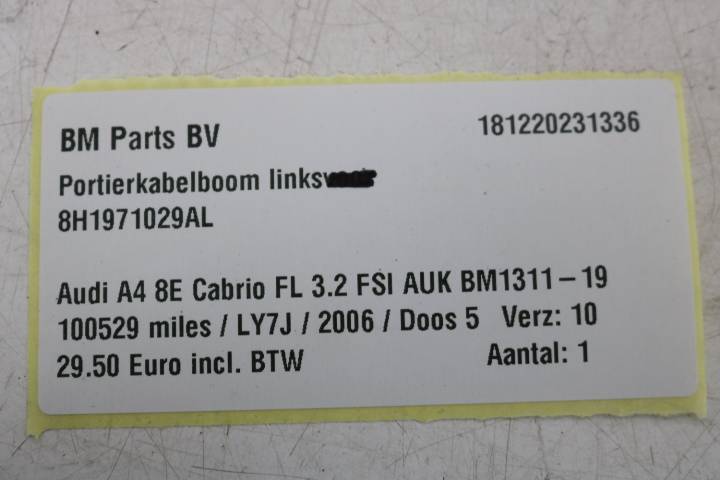 BM Parts BV 181220231336
Portierkabelboom links
8H1971029AL
Audi A4 8E Cabrio FL 3.2 FSI AUK BM1311-19
100529 miles / LY7J / 2006 / Doos 5 Verz: 10
29.50 Euro incl. BTW Aantal: 1